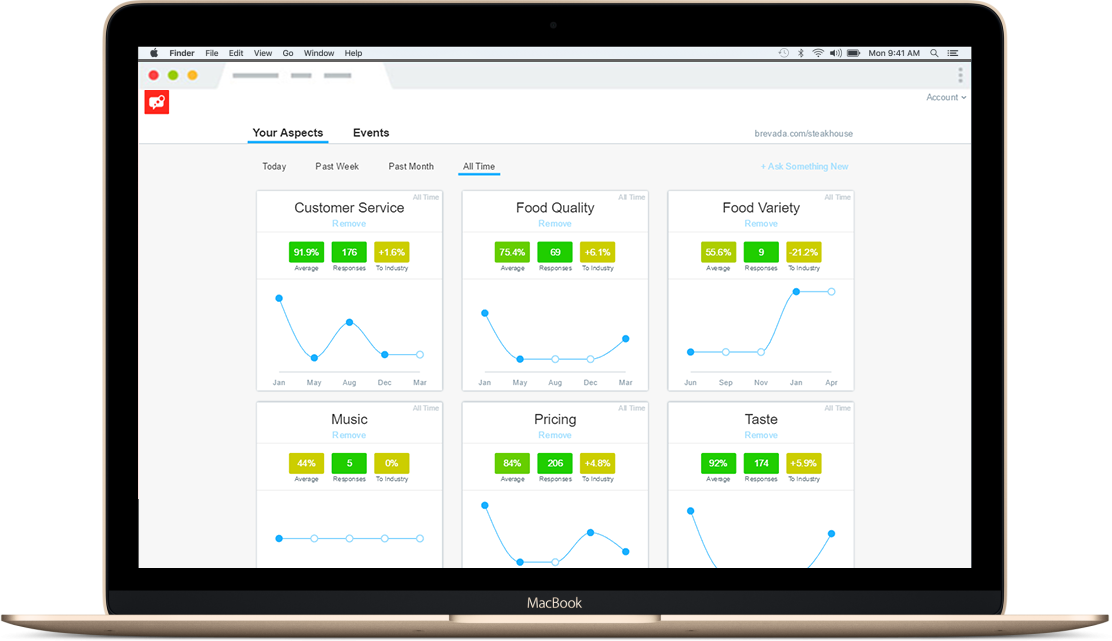 Finder File Edit View Go Window Help Mon 9:41 AM
Account
Your Aspects Events brevada.com/steakhouse
Today Past Week Past Month All Time + Ask Something New
All Time All Time All Time
Customer Service Food Quality Food Variety
Remove Remove Remove
91.9% 176 +1.6% 75.4% 69 +6.1% 55.6% 9 -21.2%
Average Responses To Industry Average Responses To Industry Average Responses To Industry
Jan May Aug Dec Mar Jan May Aug Dec Mar Jun Sep Nov Jan Apr
All Time All Time All Time
Music Pricing Taste
Remove Remove Remove
44% 5 0% 84% 206 +4.8% 92% 174 +5.9%
Average Responses To Industry Average Responses To Industry Average Responses To Industry
MacBook